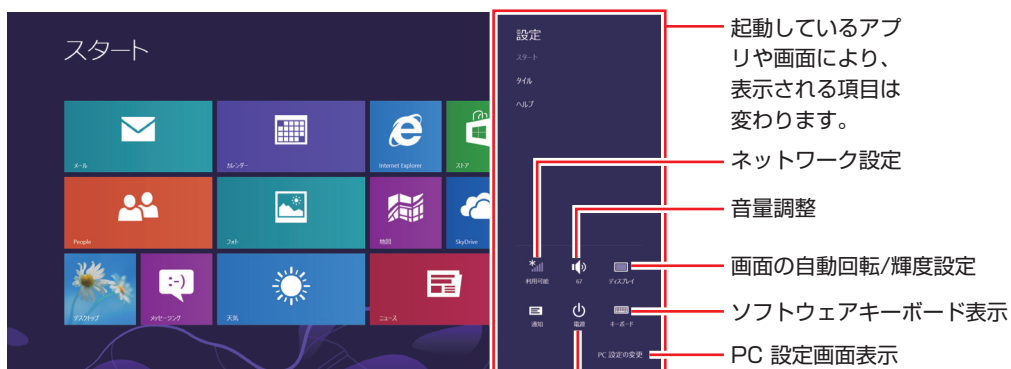 スタート
メール
カレンダー
Internet Explorer
ストア
People
フォト
地図
SkyDrive
デスクトップ
メッセージング
天気
ニュース
設定
スタート
タイル
ヘルプ
利用可能
67
ディスプレイ
通知
電源
キーボード
PC 設定の変更
起動しているアプ
リや画面により、
表示される項目は
変わります。
ネットワーク設定
音量調整
画面の自動回転/輝度設定
ソフトウェアキーボード表示
PC 設定画面表示